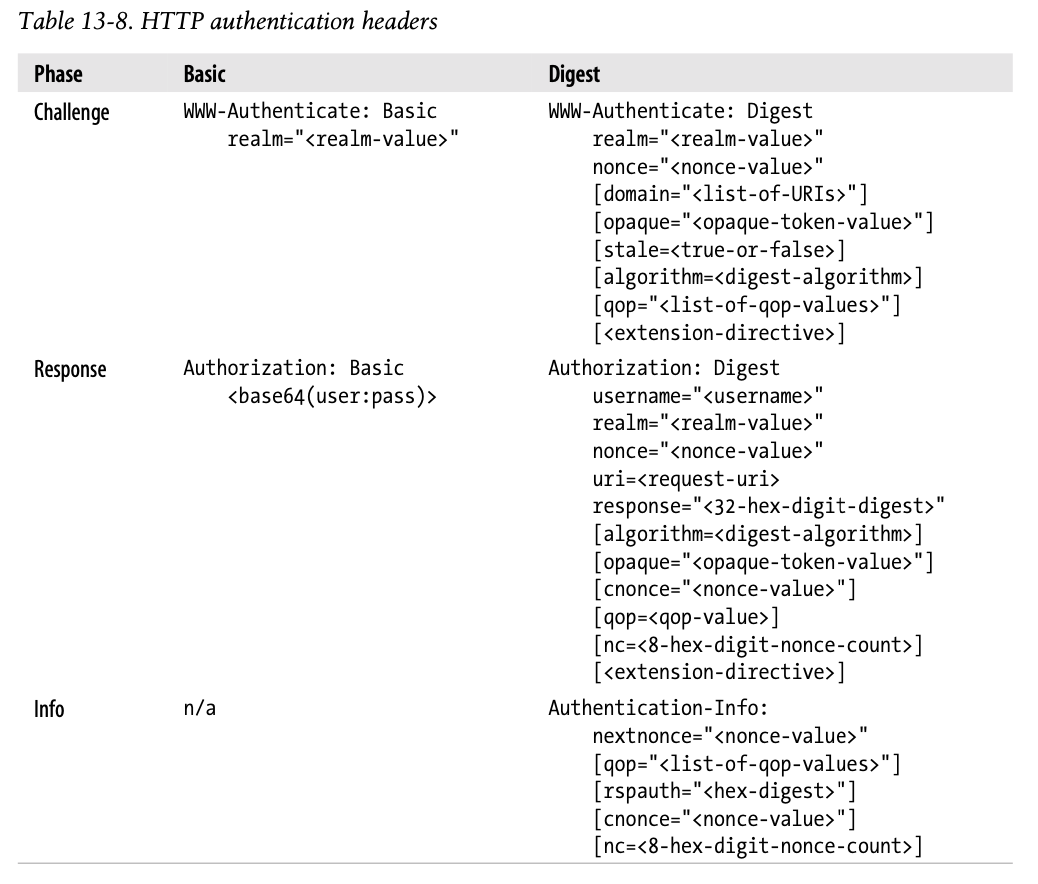 Table 13-8. HTTP authentication headers
Phase Basic Digest
Challenge WWW-Authenticate: Basic WWW-Authenticate: Digest
realm="<realm-value>" realm="<realm-value>"
nonce="<nonce-value>"
[domain="<list-of-URIs>"]
[opaque="<opaque-token-value>"]
[stale=<true-or-false>]
[algorithm=<digest-algorithm>]
[qop="<list-of-qop-values>"]
[<extension-directive>]
Response Authorization: Basic Authorization: Digest
<base64(user:pass)> username="<username>"
realm="<realm-value>"
nonce="<nonce-value>"
uri=<request-uri>
response="<32-hex-digit-digest>"
[algorithm=<digest-algorithm>]
[opaque="<opaque-token-value>"]
[cnonce="<nonce-value>"]
[qop=<qop-value>]
[nc=<8-hex-digit-nonce-count>]
[<extension-directive>]
Info n/a Authentication-Info:
nextnonce="<nonce-value>"
[qop="<list-of-qop-values>"]
[rspauth="<hex-digest>"]
[cnonce="<nonce-value>"]
[nc=<8-hex-digit-nonce-count>]